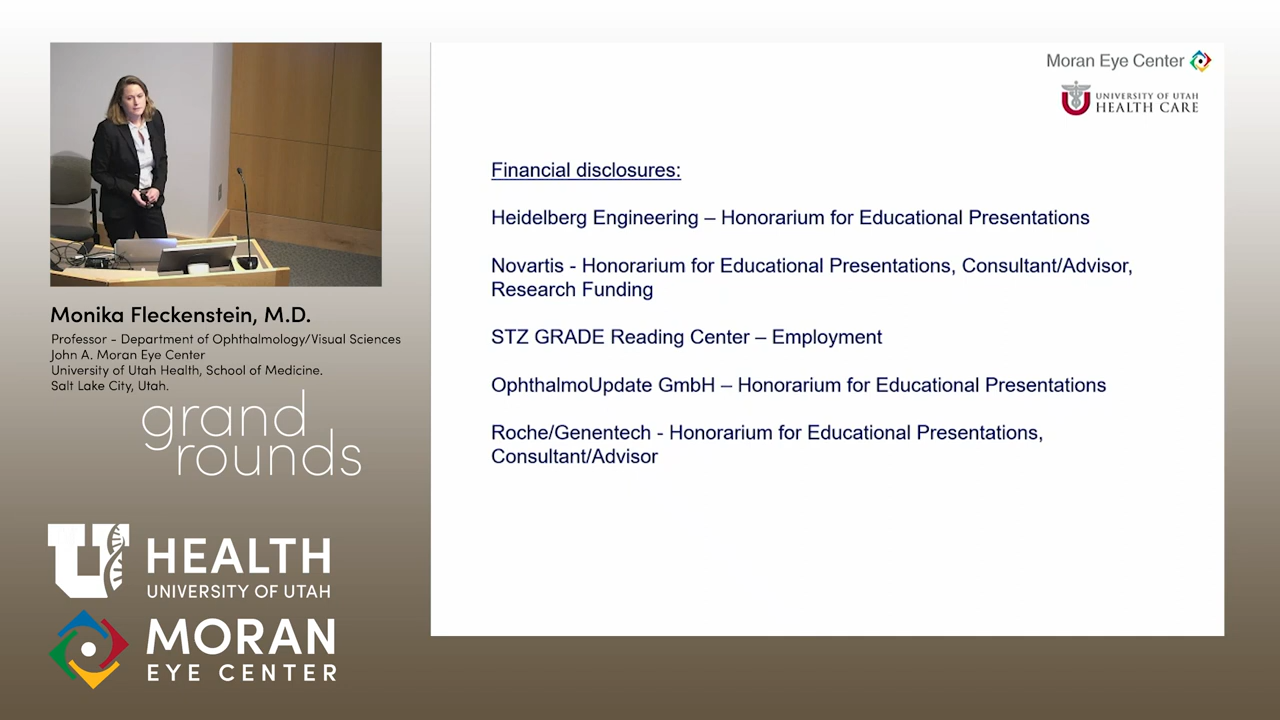 Moran Eye Center
UNIVERSITY OF UTAH
HEALTH CARE
Financial disclosures:
Heidelberg Engineering – Honorarium for Educational Presentations
Novartis - Honorarium for Educational Presentations, Consultant/Advisor,
Research Funding
STZ GRADE Reading Center – Employment
OphthalmoUpdate GmbH – Honorarium for Educational Presentations
Roche/Genentech - Honorarium for Educational Presentations,
Consultant/Advisor
Monika Fleckenstein, M.D.
Professor - Department of Ophthalmology/Visual Sciences
John A. Moran Eye Center
University of Utah Health, School of Medicine.
Salt Lake City, Utah.
grand
rounds
U HEALTH
UNIVERSITY OF UTAH
MORAN
EYE CENTER